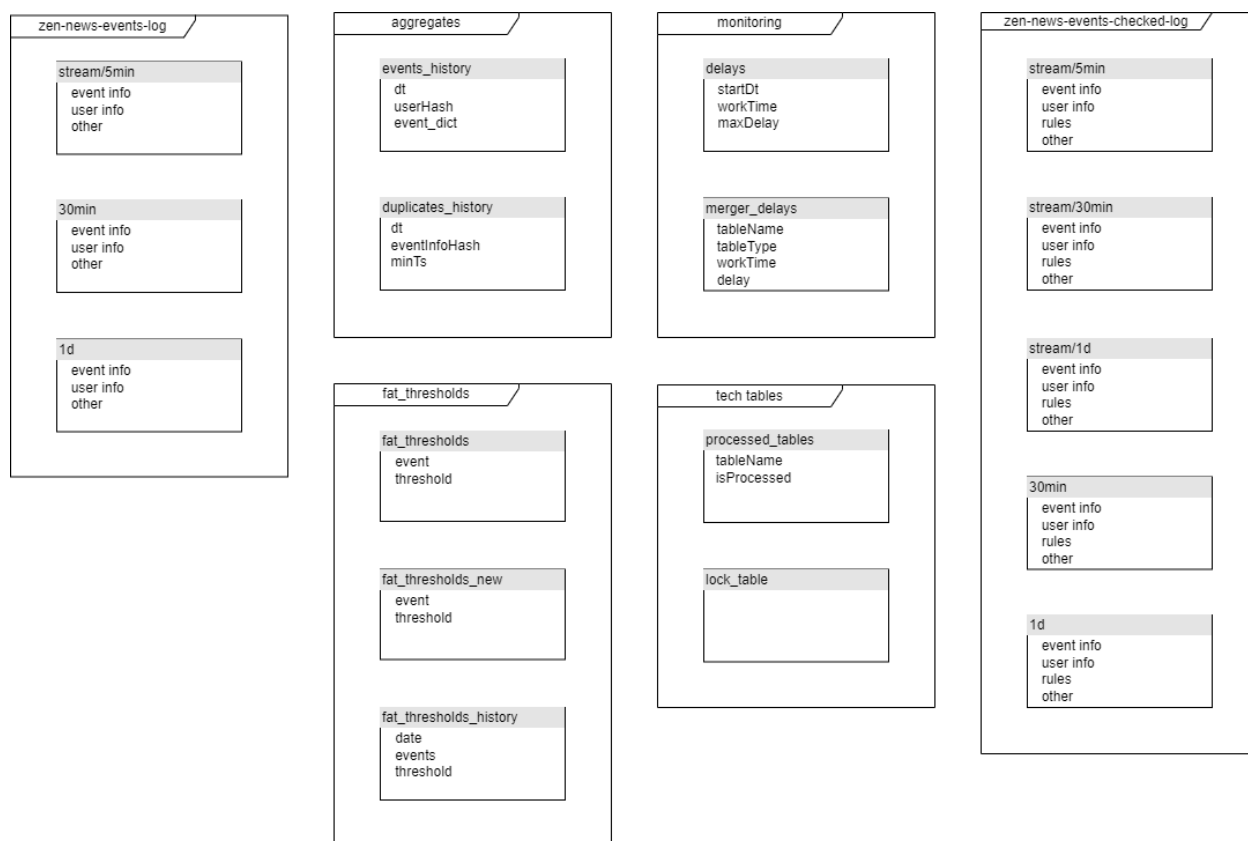 zen-news-events-log
stream/5min
event info
user info
other
30min
event info
user info
other
1d
event info
user info
other
aggregates
events_history
dt
userHash
event_dict
duplicates_history
dt
eventInfoHash
minTs
fat_thresholds
fat_thresholds
event
threshold
fat_thresholds_new
event
threshold
fat_thresholds_history
date
events
threshold
monitoring
delays
startDt
workTime
maxDelay
merger_delays
tableName
tableType
workTime
delay
tech tables
processed_tables
tableName
isProcessed
lock_table
zen-news-events-checked-log
stream/5min
event info
user info
rules
other
stream/30min
event info
user info
rules
other
stream/1d
event info
user info
rules
other
30min
event info
user info
rules
other
1d
event info
user info
rules
other